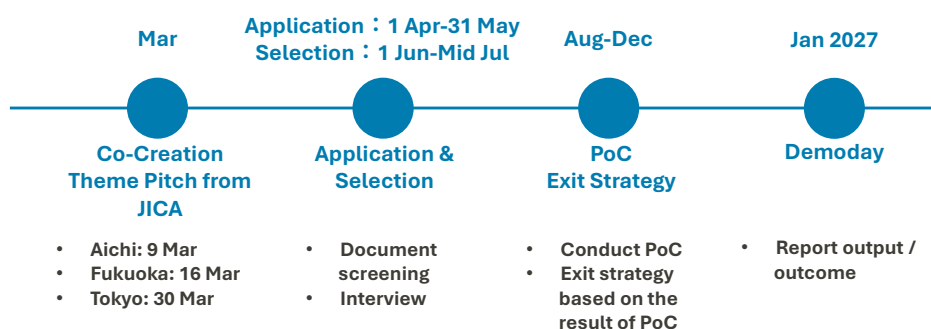 Mar
Co-Creation
Theme Pitch from
JICA
• Aichi: 9 Mar
• Fukuoka: 16 Mar
• Tokyo: 30 Mar
Application：1 Apr-31 May
Selection：1 Jun-Mid Jul
Application &
Selection
• Document
screening
• Interview
Aug-Dec
PoC
Exit Strategy
• Conduct PoC
• Exit strategy
based on the
result of PoC
Jan 2027
Demoday
• Report output /
outcome